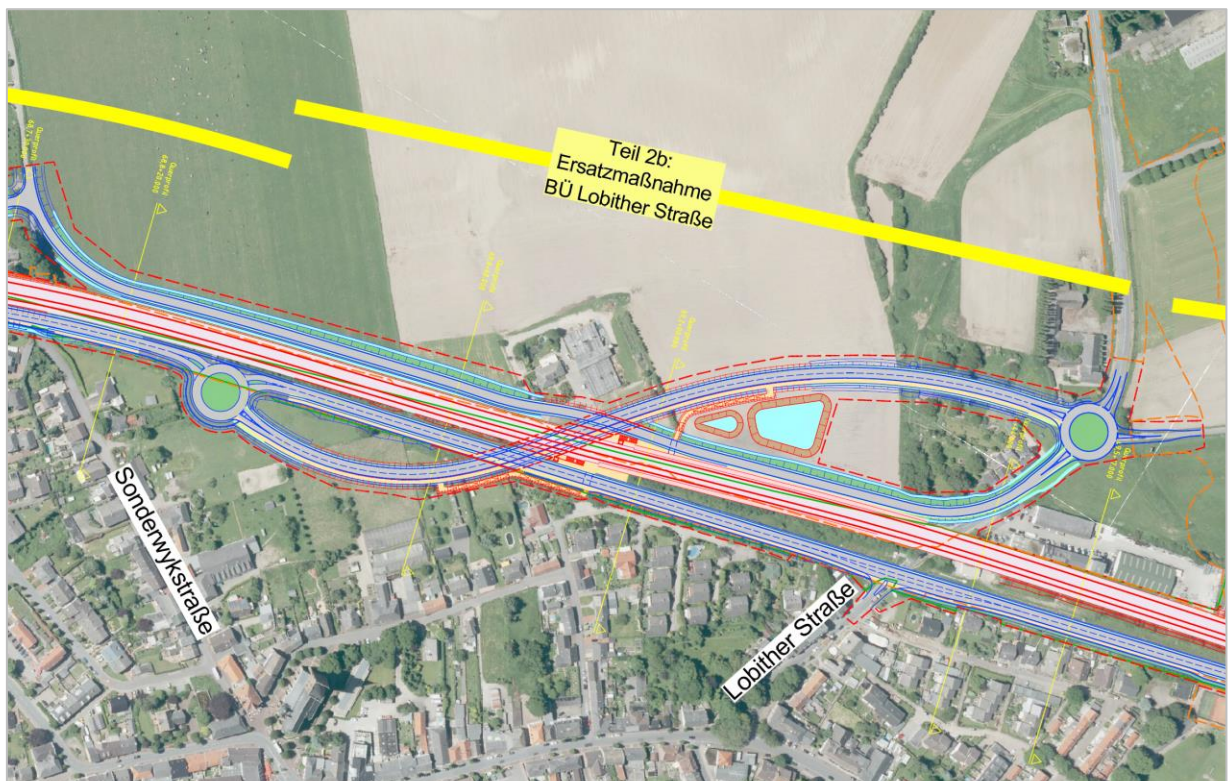 Teil 2b:
Ersatzmaßnahme
BÜ Lobither Straße
Sonderwykstraße
Lobither Straße